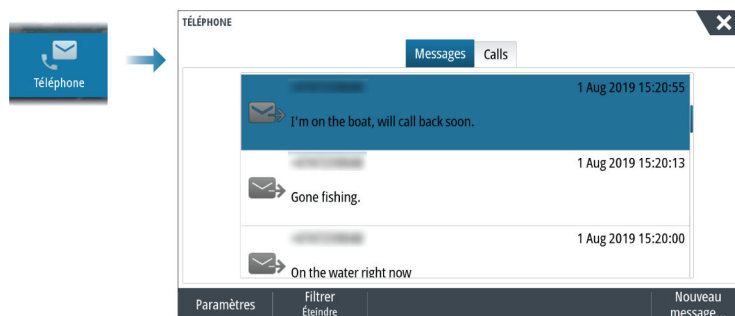 Téléphone
TÉLÉPHONE
Messages Calls
1 Aug 2019 15:20:55
I'm on the boat, will call back soon.
1 Aug 2019 15:20:13
Gone fishing.
1 Aug 2019 15:20:00
On the water right now
Paramètres
Filtrer
Éteindre
Nouveau
message...